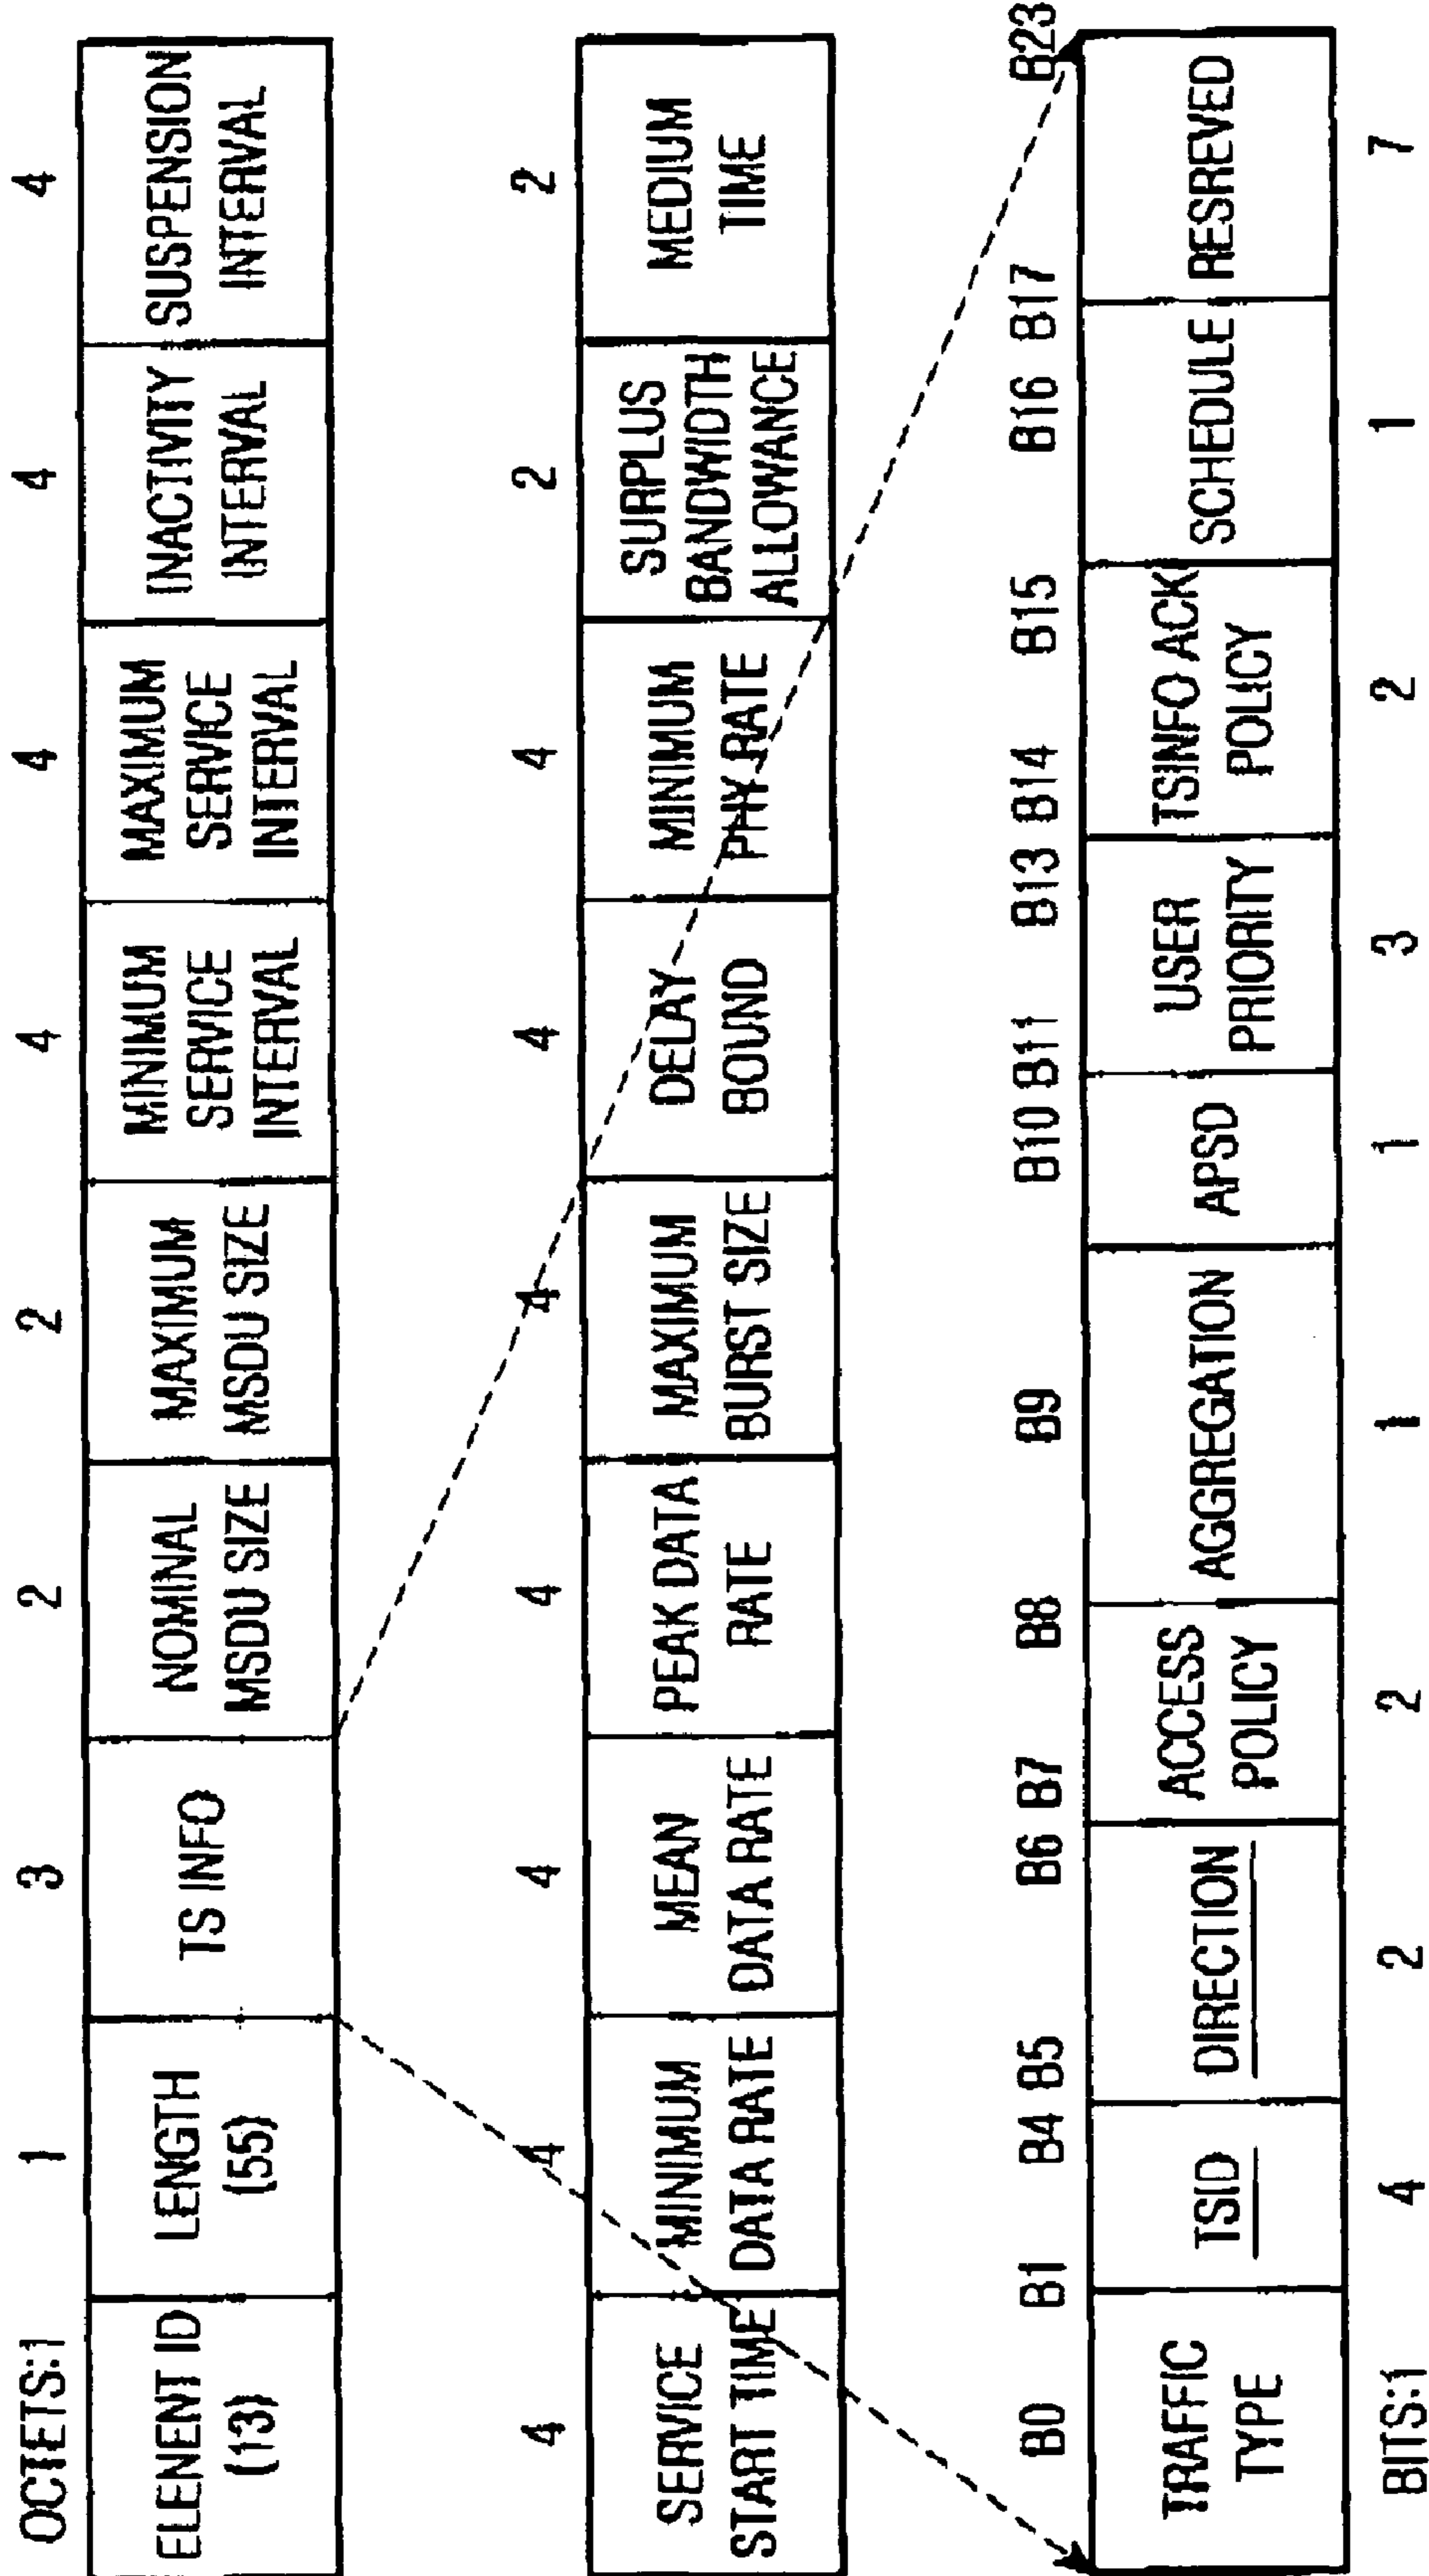 OCTETS:1 1 3 2 2 4 4 4 4
ELENENT ID
(13)
LENGTH
(55)
TS INFO
NOMINAL
MSDU SIZE
MAXIMUM
MSDU SIZE
MINIMUM
SERVICE
INTERVAL
MAXIMUM
SERVICE
INTERVAL
INACTIVITY
INTERVAL
SUSPENSION
INTERVAL
4 4 4 4 4 4 4 2 2
SERVICE
START TIME
MINIMUM
DATA RATE
MEAN
DATA RATE
PEAK DATA
RATE
MAXIMUM
BURST SIZE
DELAY
BOUND
MINIMUM
PHY RATE
SURPLUS
BANDWIDTH
ALLOWANCE
MEDIUM
TIME
B0 B1 B4 B5 B6 B7 B8 B9 B10 B11 B13 B14 B15 B16 B17 B23
TRAFFIC
TYPE
TSID
DIRECTION
ACCESS
POLICY
AGGREGATION
APSD
USER
PRIORITY
TSINFO ACK
POLICY
SCHEDULE
RESREVED
BITS:1 4 2 2 1 1 3 2 1 7